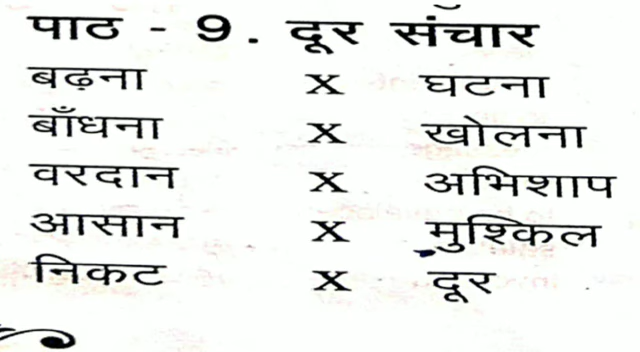 पाठ - 9. दूर संचार
बढ़ना x घटना
बाँधना x खोलना
वरदान x अभिशाप
आसान x मुश्किल
निकट x दूर